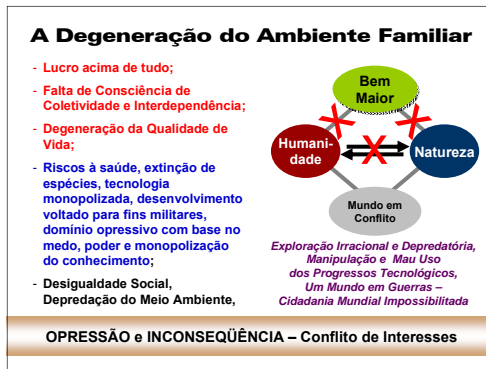 A Degeneração do Ambiente Familiar
- Lucro acima de tudo;
- Falta de Consciência de
Coletividade e Interdependência;
- Degeneração da Qualidade de
Vida;
- Riscos à saúde, extinção de
espécies, tecnologia
monopolizada, desenvolvimento
voltado para fins militares,
domínio opressivo com base no
medo, poder e monopolização
do conhecimento;
- Desigualdade Social,
Depredação do Meio Ambiente,
Bem
Maior
Humani-
dade
Natureza
Mundo em
Conflito
Exploração Irracional e Depredatória,
Manipulação e Mau Uso
dos Progressos Tecnológicos,
Um Mundo em Guerras –
Cidadania Mundial Impossibilitada
OPRESSÃO e INCONSEQÜÊNCIA – Conflito de Interesses